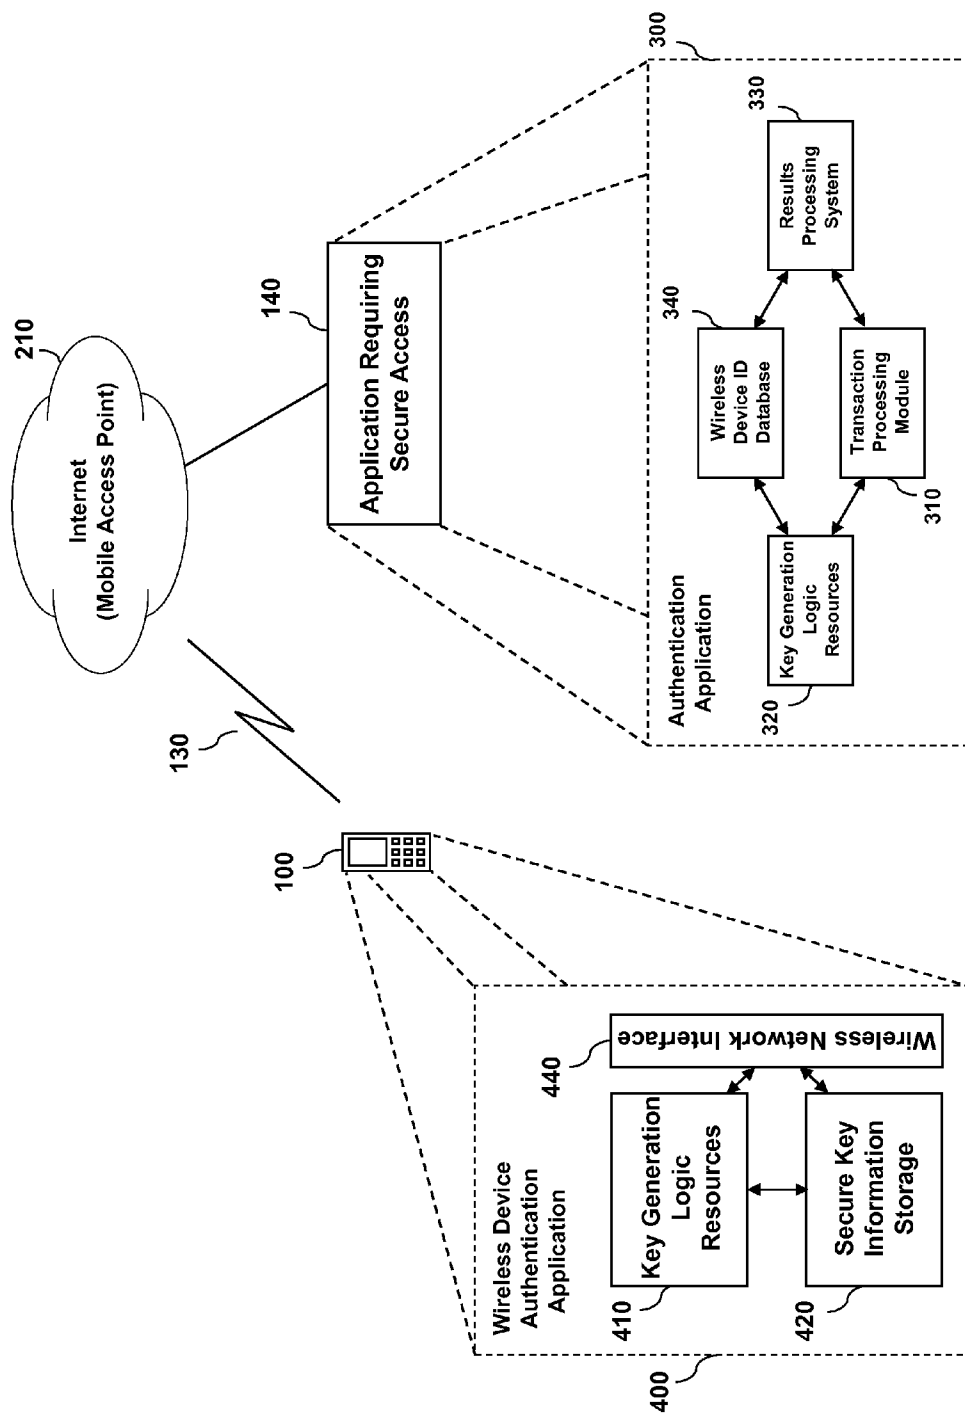 210
Internet
(Mobile Access Point)
130
100
140
Application Requiring
Secure Access
400
Wireless Device
Authentication
Application
410
Key Generation
Logic
Resources
420
Secure Key
Information
Storage
440
Wireless Network Interface
300
Authentication
Application
320
Key Generation
Logic
Resources
340
Wireless
Device ID
Database
310
Transaction
Processing
Module
330
Results
Processing
System